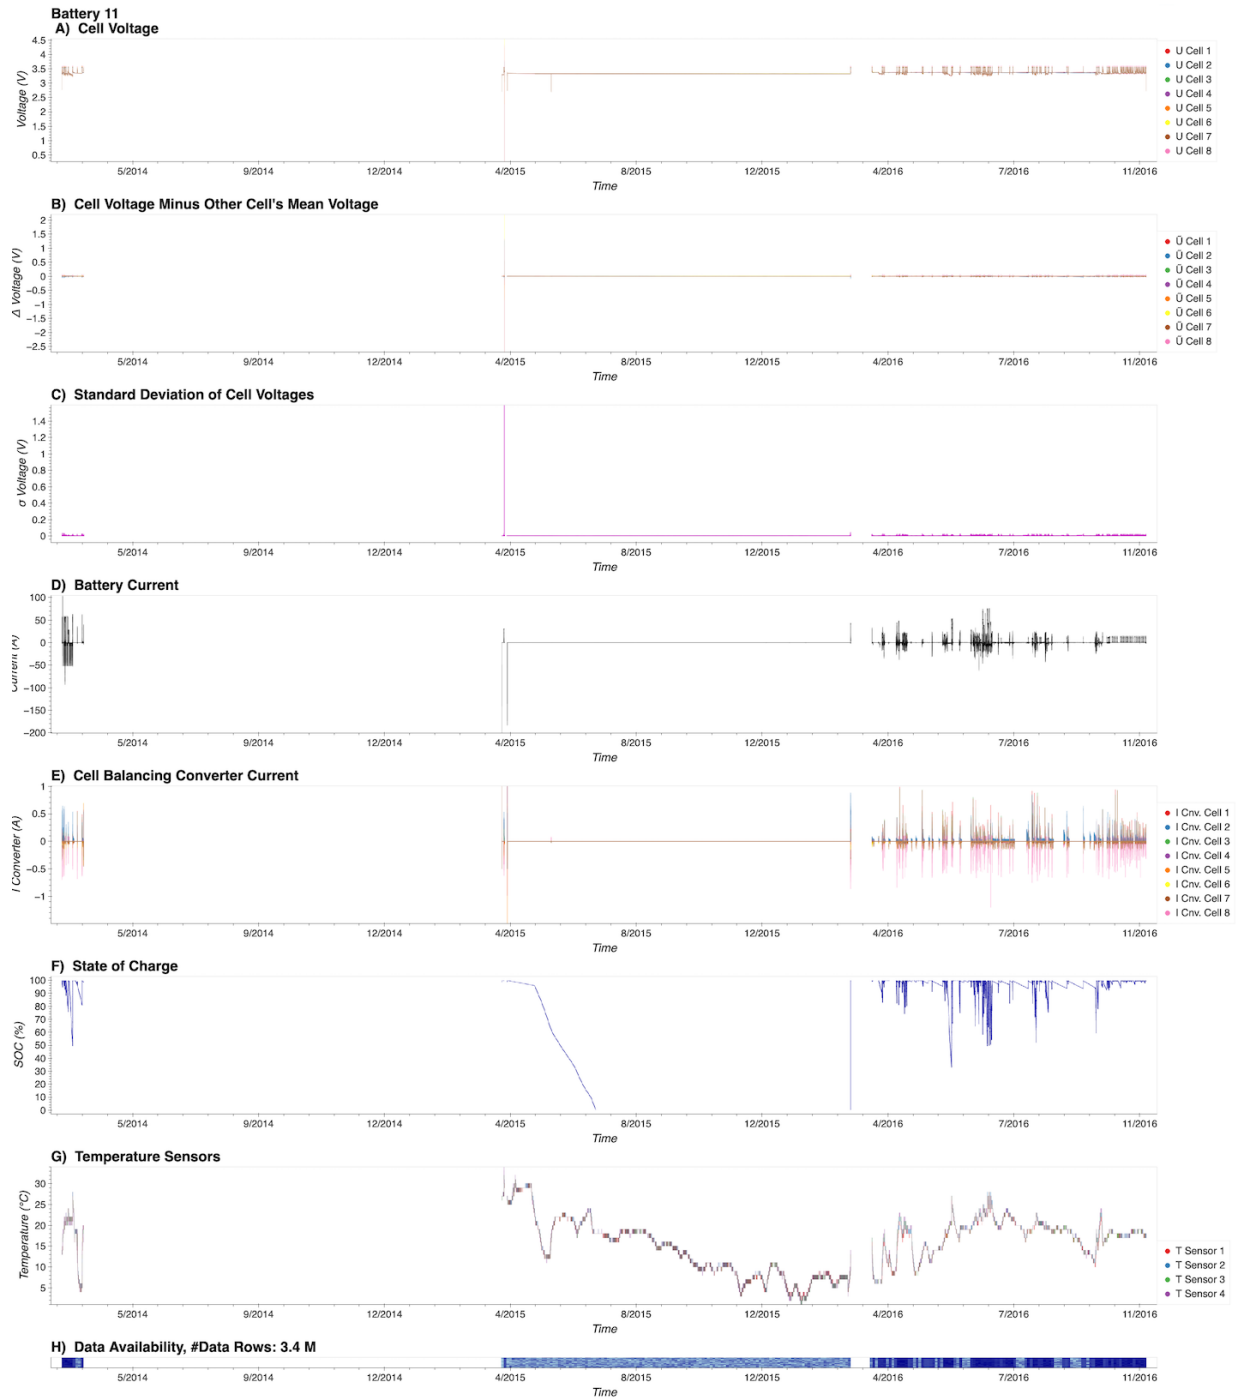 Battery 11
A) Cell Voltage
4.5
4
3.5
3
2.5
2
1.5
1
0.5
Voltage (V)
5/2014 9/2014 12/2014 4/2015 8/2015 12/2015 4/2016 7/2016 11/2016
Time
U Cell 1
U Cell 2
U Cell 3
U Cell 4
U Cell 5
U Cell 6
U Cell 7
U Cell 8
B) Cell Voltage Minus Other Cell's Mean Voltage
2
1.5
1
0.5
0
−0.5
−1
−1.5
−2
−2.5
Δ Voltage (V)
5/2014 9/2014 12/2014 4/2015 8/2015 12/2015 4/2016 7/2016 11/2016
Time
Ü Cell 1
Ü Cell 2
Ü Cell 3
Ü Cell 4
Ü Cell 5
Ü Cell 6
Ü Cell 7
Ü Cell 8
C) Standard Deviation of Cell Voltages
1.4
1.2
1
0.8
0.6
0.4
0.2
0
σ Voltage (V)
5/2014 9/2014 12/2014 4/2015 8/2015 12/2015 4/2016 7/2016 11/2016
Time
D) Battery Current
100
50
0
−50
−100
−150
−200
Current (A)
5/2014 9/2014 12/2014 4/2015 8/2015 12/2015 4/2016 7/2016 11/2016
Time
E) Cell Balancing Converter Current
1
0.5
0
−0.5
−1
I Converter (A)
5/2014 9/2014 12/2014 4/2015 8/2015 12/2015 4/2016 7/2016 11/2016
Time
I Cnv. Cell 1
I Cnv. Cell 2
I Cnv. Cell 3
I Cnv. Cell 4
I Cnv. Cell 5
I Cnv. Cell 6
I Cnv. Cell 7
I Cnv. Cell 8
F) State of Charge
100
90
80
70
60
50
40
30
20
10
0
SOC (%)
5/2014 9/2014 12/2014 4/2015 8/2015 12/2015 4/2016 7/2016 11/2016
Time
G) Temperature Sensors
30
25
20
15
10
5
Temperature (°C)
5/2014 9/2014 12/2014 4/2015 8/2015 12/2015 4/2016 7/2016 11/2016
Time
T Sensor 1
T Sensor 2
T Sensor 3
T Sensor 4
H) Data Availability, #Data Rows: 3.4 M
5/2014 9/2014 12/2014 4/2015 8/2015 12/2015 4/2016 7/2016 11/2016
Time